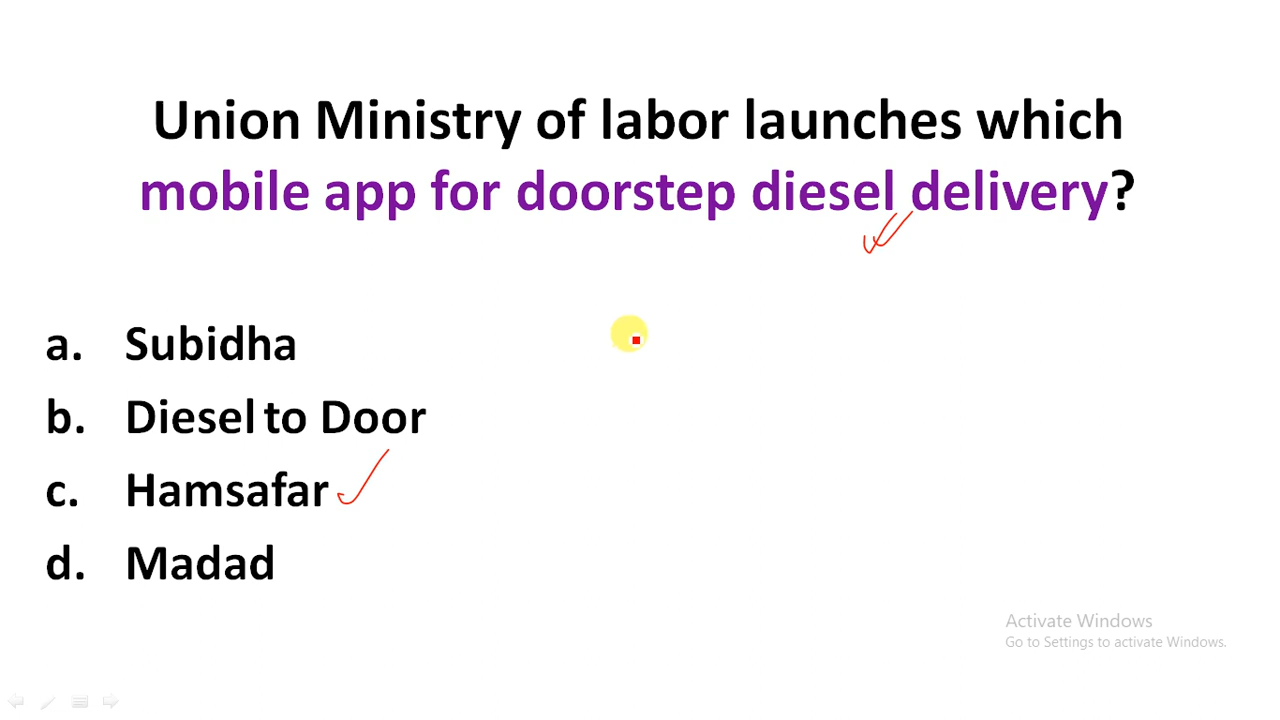 Union Ministry of labor launches which
mobile app for doorstep diesel delivery?
a. Subidha
b. Diesel to Door
c. Hamsafar
d. Madad
Activate Windows
Go to Settings to activate Windows.